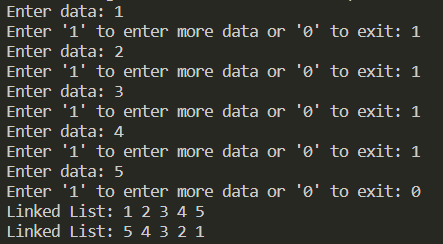 Enter data: 1
Enter '1' to enter more data or '0' to exit: 1
Enter data: 2
Enter '1' to enter more data or '0' to exit: 1
Enter data: 3
Enter '1' to enter more data or '0' to exit: 1
Enter data: 4
Enter '1' to enter more data or '0' to exit: 1
Enter data: 5
Enter '1' to enter more data or '0' to exit: 0
Linked List: 1 2 3 4 5
Linked List: 5 4 3 2 1